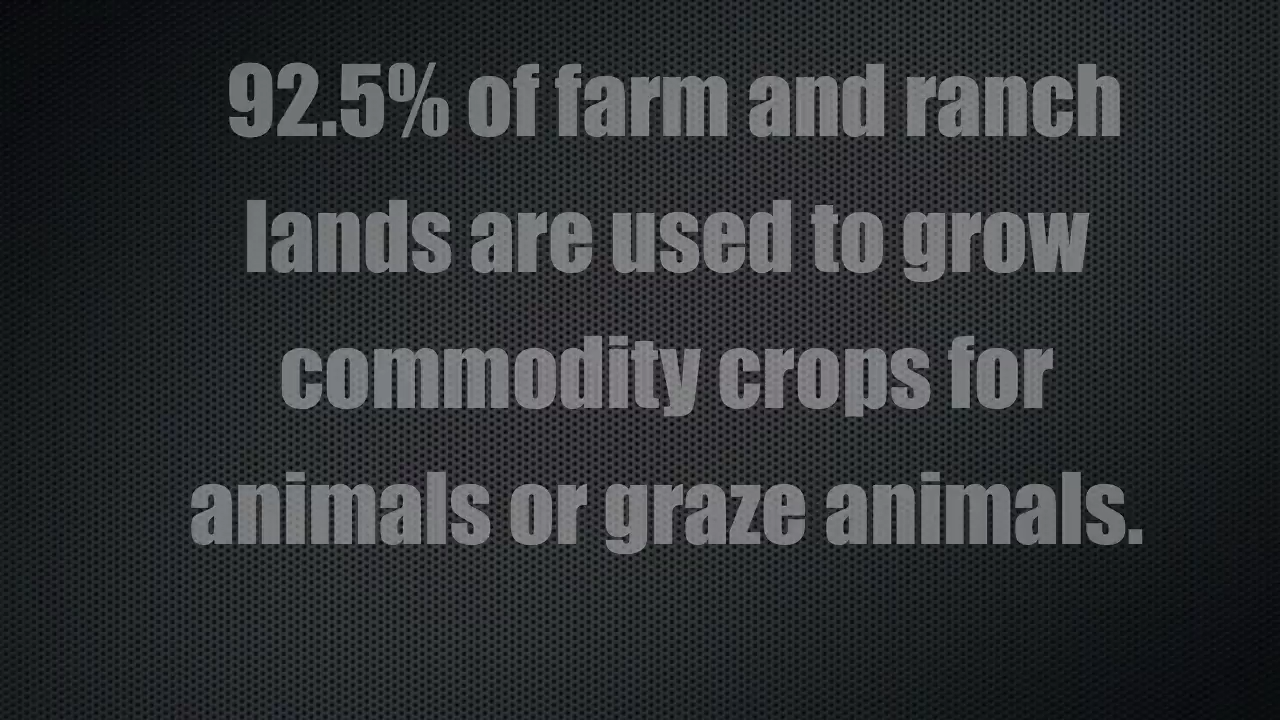 92.5% of farm and ranch
lands are used to grow
commodity crops for
animals or graze animals.